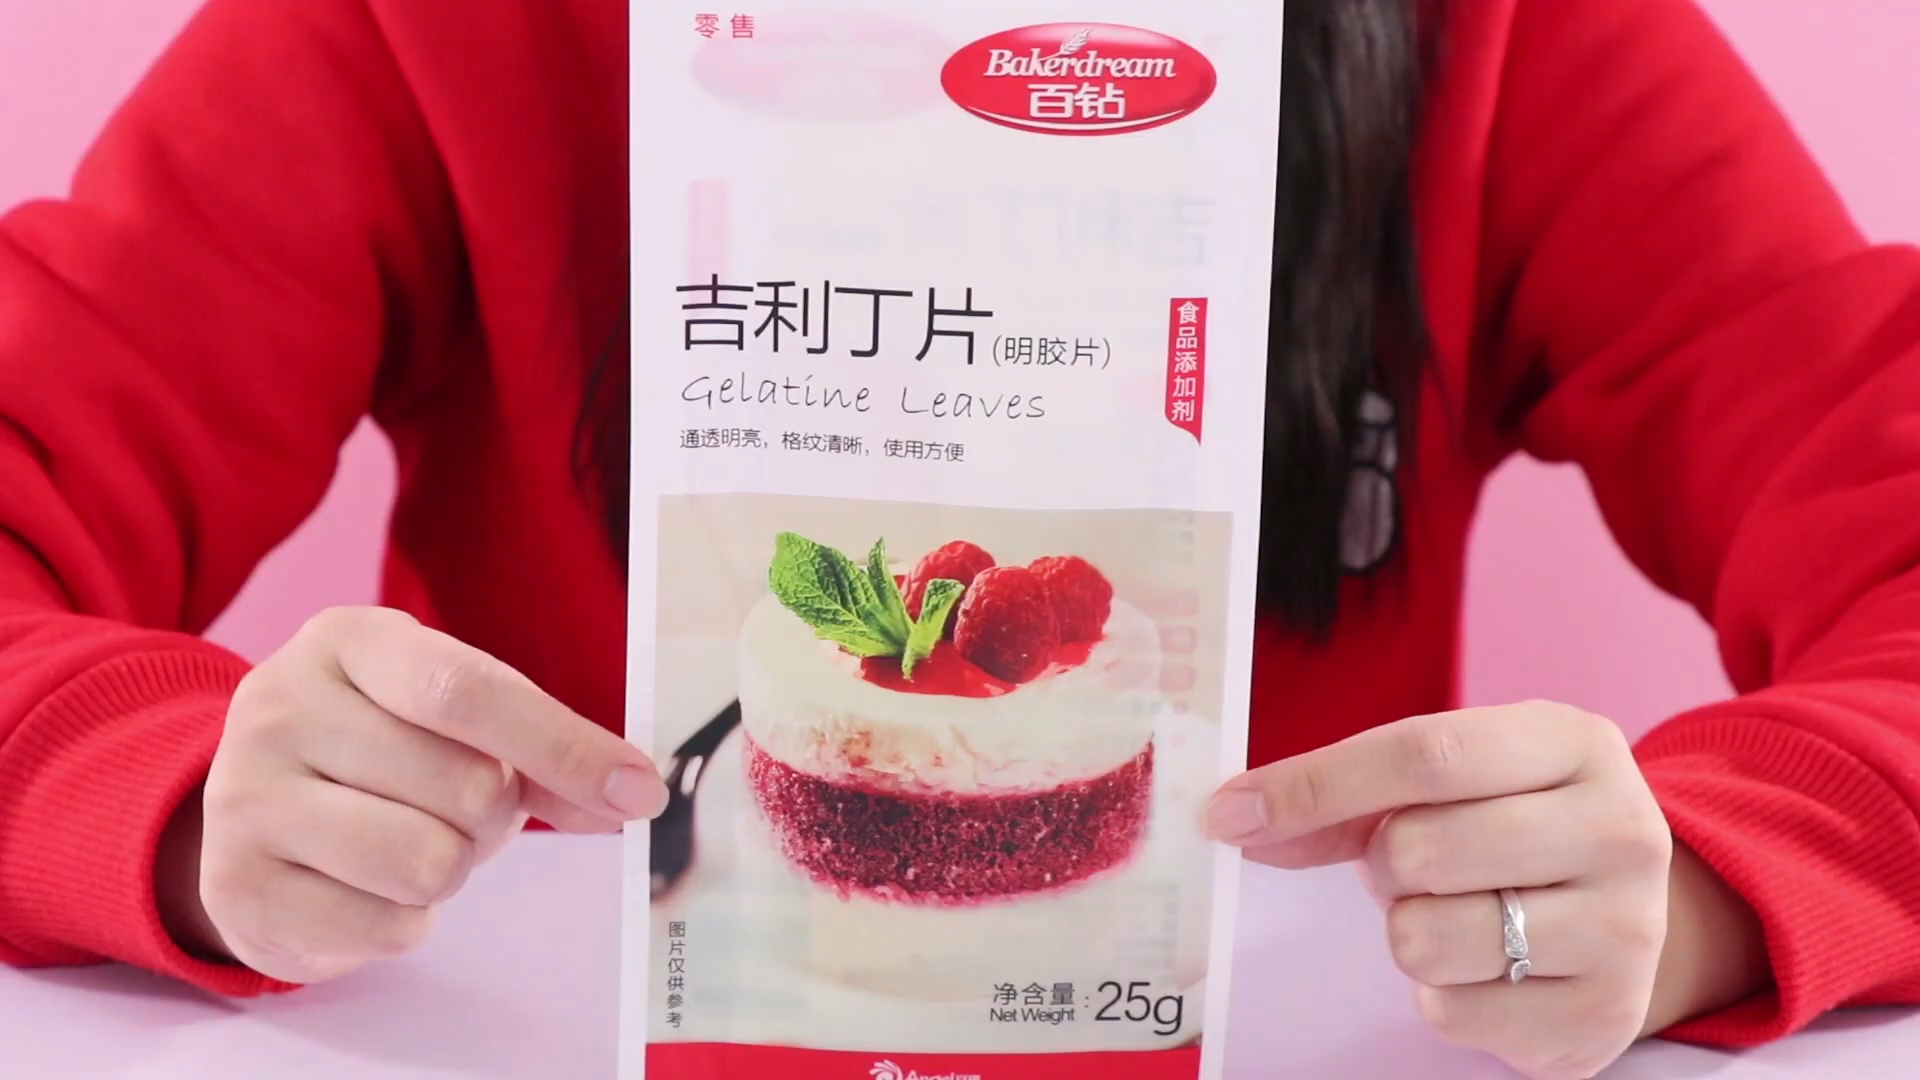 零售
Bakerdream
百钻
吉利丁片(明胶片)
Gelatine Leaves
通透明亮，格纹清晰，使用方便
食品添加剂
图片仅供参考
净含量:25g
Net Weight
Angel